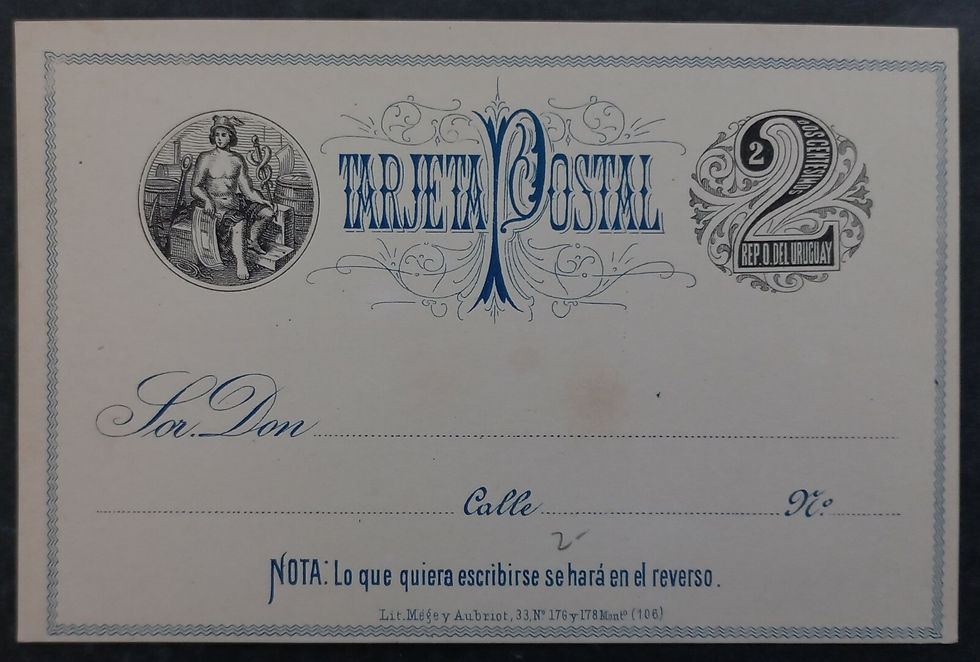 TARJETA POSTAL
2 DOS CENTESIMOS
REP. O. DEL URUGUAY
Sor. Don
Calle Nº
2-
NOTA: Lo que quiera escribirse se hará en el reverso.
Lit. Mége y Aubriot, 33, Nº 176 y 178 Montº (106)